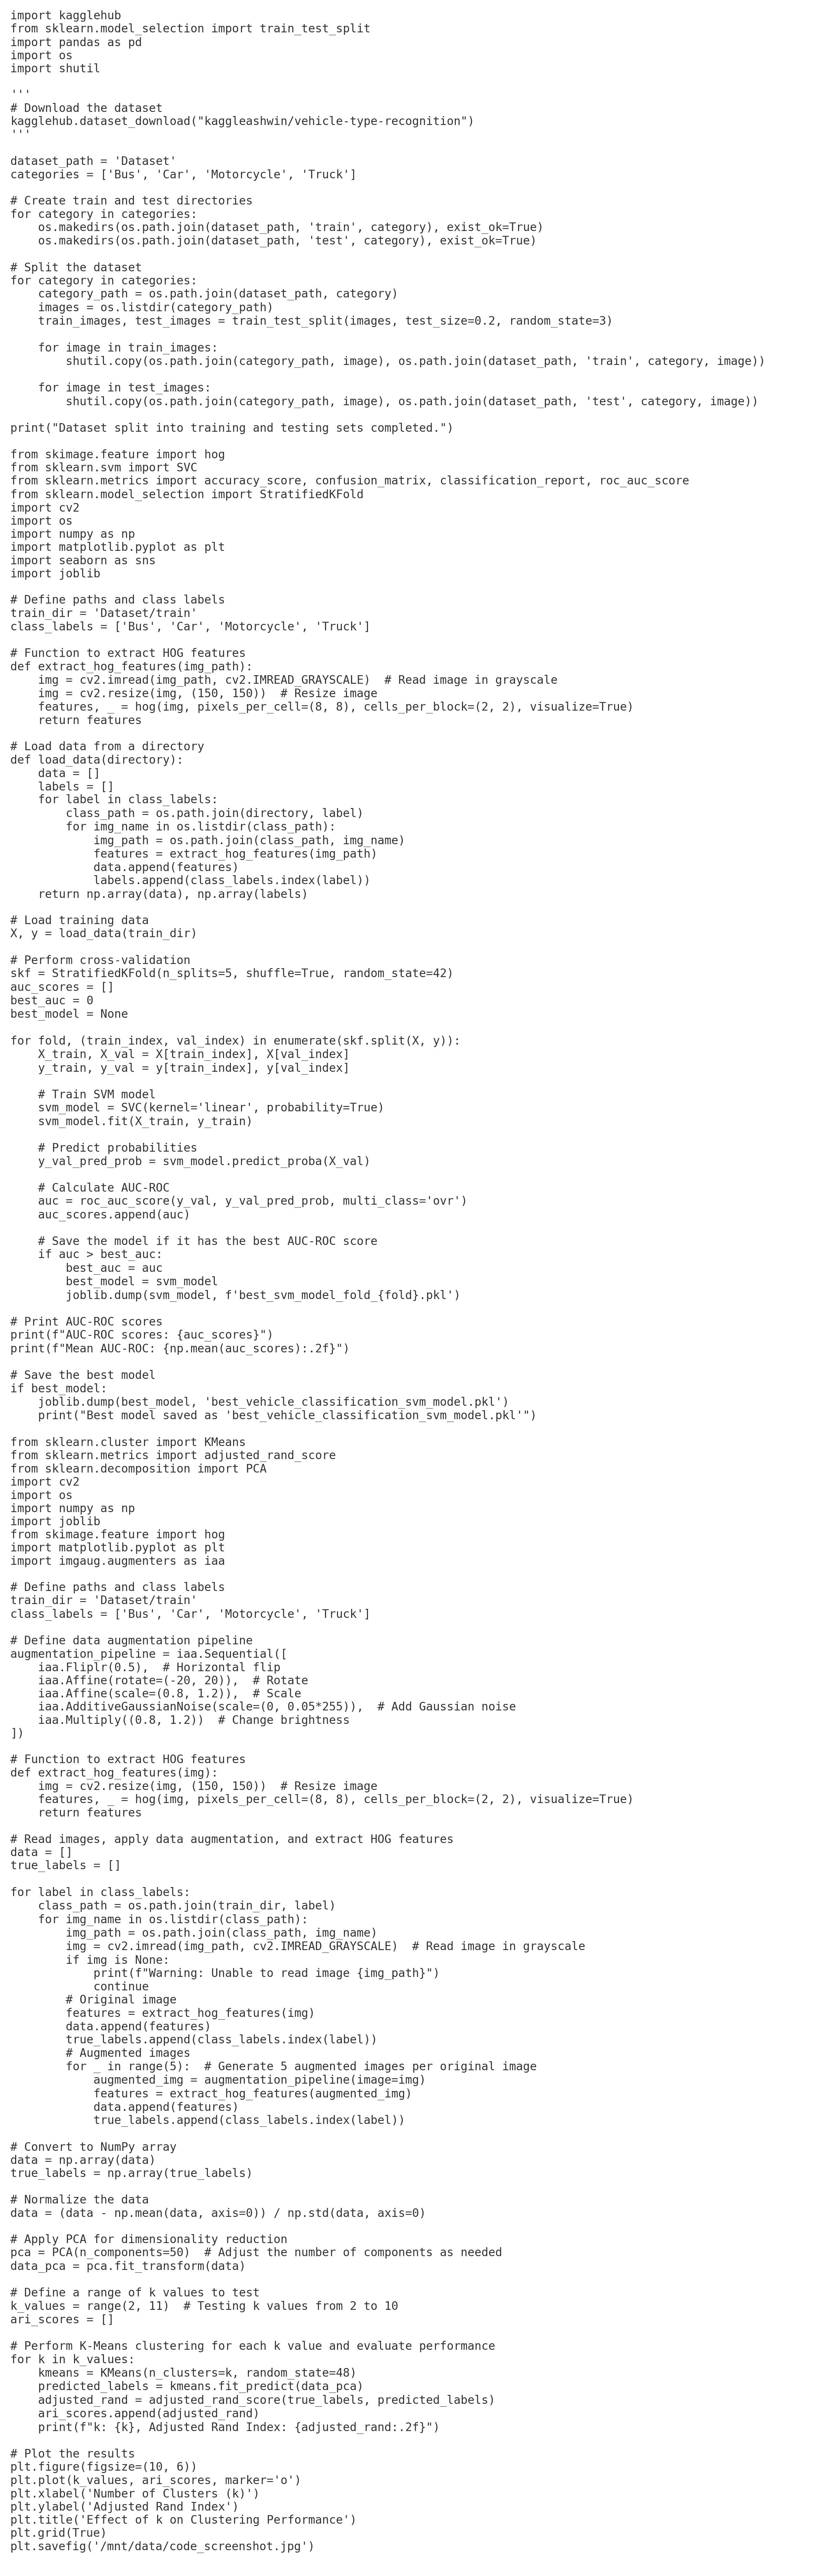 import kagglehub
from sklearn.model_selection import train_test_split
import pandas as pd
import os
import shutil

'''
# Download the dataset
kagglehub.dataset_download("kaggleashwin/vehicle-type-recognition")
'''

dataset_path = 'Dataset'
categories = ['Bus', 'Car', 'Motorcycle', 'Truck']

# Create train and test directories
for category in categories:
    os.makedirs(os.path.join(dataset_path, 'train', category), exist_ok=True)
    os.makedirs(os.path.join(dataset_path, 'test', category), exist_ok=True)

# Split the dataset
for category in categories:
    category_path = os.path.join(dataset_path, category)
    images = os.listdir(category_path)
    train_images, test_images = train_test_split(images, test_size=0.2, random_state=3)

    for image in train_images:
        shutil.copy(os.path.join(category_path, image), os.path.join(dataset_path, 'train', category, image))

    for image in test_images:
        shutil.copy(os.path.join(category_path, image), os.path.join(dataset_path, 'test', category, image))

print("Dataset split into training and testing sets completed.")

from skimage.feature import hog
from sklearn.svm import SVC
from sklearn.metrics import accuracy_score, confusion_matrix, classification_report, roc_auc_score
from sklearn.model_selection import StratifiedKFold
import cv2
import os
import numpy as np
import matplotlib.pyplot as plt
import seaborn as sns
import joblib

# Define paths and class labels
train_dir = 'Dataset/train'
class_labels = ['Bus', 'Car', 'Motorcycle', 'Truck']

# Function to extract HOG features
def extract_hog_features(img_path):
    img = cv2.imread(img_path, cv2.IMREAD_GRAYSCALE)  # Read image in grayscale
    img = cv2.resize(img, (150, 150))  # Resize image
    features, _ = hog(img, pixels_per_cell=(8, 8), cells_per_block=(2, 2), visualize=True)
    return features

# Load data from a directory
def load_data(directory):
    data = []
    labels = []
    for label in class_labels:
        class_path = os.path.join(directory, label)
        for img_name in os.listdir(class_path):
            img_path = os.path.join(class_path, img_name)
            features = extract_hog_features(img_path)
            data.append(features)
            labels.append(class_labels.index(label))
    return np.array(data), np.array(labels)

# Load training data
X, y = load_data(train_dir)

# Perform cross-validation
skf = StratifiedKFold(n_splits=5, shuffle=True, random_state=42)
auc_scores = []
best_auc = 0
best_model = None

for fold, (train_index, val_index) in enumerate(skf.split(X, y)):
    X_train, X_val = X[train_index], X[val_index]
    y_train, y_val = y[train_index], y[val_index]

    # Train SVM model
    svm_model = SVC(kernel='linear', probability=True)
    svm_model.fit(X_train, y_train)

    # Predict probabilities
    y_val_pred_prob = svm_model.predict_proba(X_val)

    # Calculate AUC-ROC
    auc = roc_auc_score(y_val, y_val_pred_prob, multi_class='ovr')
    auc_scores.append(auc)

    # Save the model if it has the best AUC-ROC score
    if auc > best_auc:
        best_auc = auc
        best_model = svm_model
        joblib.dump(svm_model, f'best_svm_model_fold_{fold}.pkl')

# Print AUC-ROC scores
print(f"AUC-ROC scores: {auc_scores}")
print(f"Mean AUC-ROC: {np.mean(auc_scores):.2f}")

# Save the best model
if best_model:
    joblib.dump(best_model, 'best_vehicle_classification_svm_model.pkl')
    print("Best model saved as 'best_vehicle_classification_svm_model.pkl'")

from sklearn.cluster import KMeans
from sklearn.metrics import adjusted_rand_score
from sklearn.decomposition import PCA
import cv2
import os
import numpy as np
import joblib
from skimage.feature import hog
import matplotlib.pyplot as plt
import imgaug.augmenters as iaa

# Define paths and class labels
train_dir = 'Dataset/train'
class_labels = ['Bus', 'Car', 'Motorcycle', 'Truck']

# Define data augmentation pipeline
augmentation_pipeline = iaa.Sequential([
    iaa.Fliplr(0.5),  # Horizontal flip
    iaa.Affine(rotate=(-20, 20)),  # Rotate
    iaa.Affine(scale=(0.8, 1.2)),  # Scale
    iaa.AdditiveGaussianNoise(scale=(0, 0.05*255)),  # Add Gaussian noise
    iaa.Multiply((0.8, 1.2))  # Change brightness
])

# Function to extract HOG features
def extract_hog_features(img):
    img = cv2.resize(img, (150, 150))  # Resize image
    features, _ = hog(img, pixels_per_cell=(8, 8), cells_per_block=(2, 2), visualize=True)
    return features

# Read images, apply data augmentation, and extract HOG features
data = []
true_labels = []

for label in class_labels:
    class_path = os.path.join(train_dir, label)
    for img_name in os.listdir(class_path):
        img_path = os.path.join(class_path, img_name)
        img = cv2.imread(img_path, cv2.IMREAD_GRAYSCALE)  # Read image in grayscale
        if img is None:
            print(f"Warning: Unable to read image {img_path}")
            continue
        # Original image
        features = extract_hog_features(img)
        data.append(features)
        true_labels.append(class_labels.index(label))
        # Augmented images
        for _ in range(5):  # Generate 5 augmented images per original image
            augmented_img = augmentation_pipeline(image=img)
            features = extract_hog_features(augmented_img)
            data.append(features)
            true_labels.append(class_labels.index(label))

# Convert to NumPy array
data = np.array(data)
true_labels = np.array(true_labels)

# Normalize the data
data = (data - np.mean(data, axis=0)) / np.std(data, axis=0)

# Apply PCA for dimensionality reduction
pca = PCA(n_components=50)  # Adjust the number of components as needed
data_pca = pca.fit_transform(data)

# Define a range of k values to test
k_values = range(2, 11)  # Testing k values from 2 to 10
ari_scores = []

# Perform K-Means clustering for each k value and evaluate performance
for k in k_values:
    kmeans = KMeans(n_clusters=k, random_state=48)
    predicted_labels = kmeans.fit_predict(data_pca)
    adjusted_rand = adjusted_rand_score(true_labels, predicted_labels)
    ari_scores.append(adjusted_rand)
    print(f"k: {k}, Adjusted Rand Index: {adjusted_rand:.2f}")

# Plot the results
plt.figure(figsize=(10, 6))
plt.plot(k_values, ari_scores, marker='o')
plt.xlabel('Number of Clusters (k)')
plt.ylabel('Adjusted Rand Index')
plt.title('Effect of k on Clustering Performance')
plt.grid(True)
plt.savefig('/mnt/data/code_screenshot.jpg')